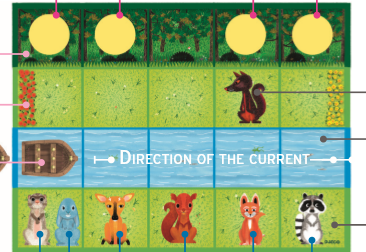 DIRECTION OF THE CURRENT